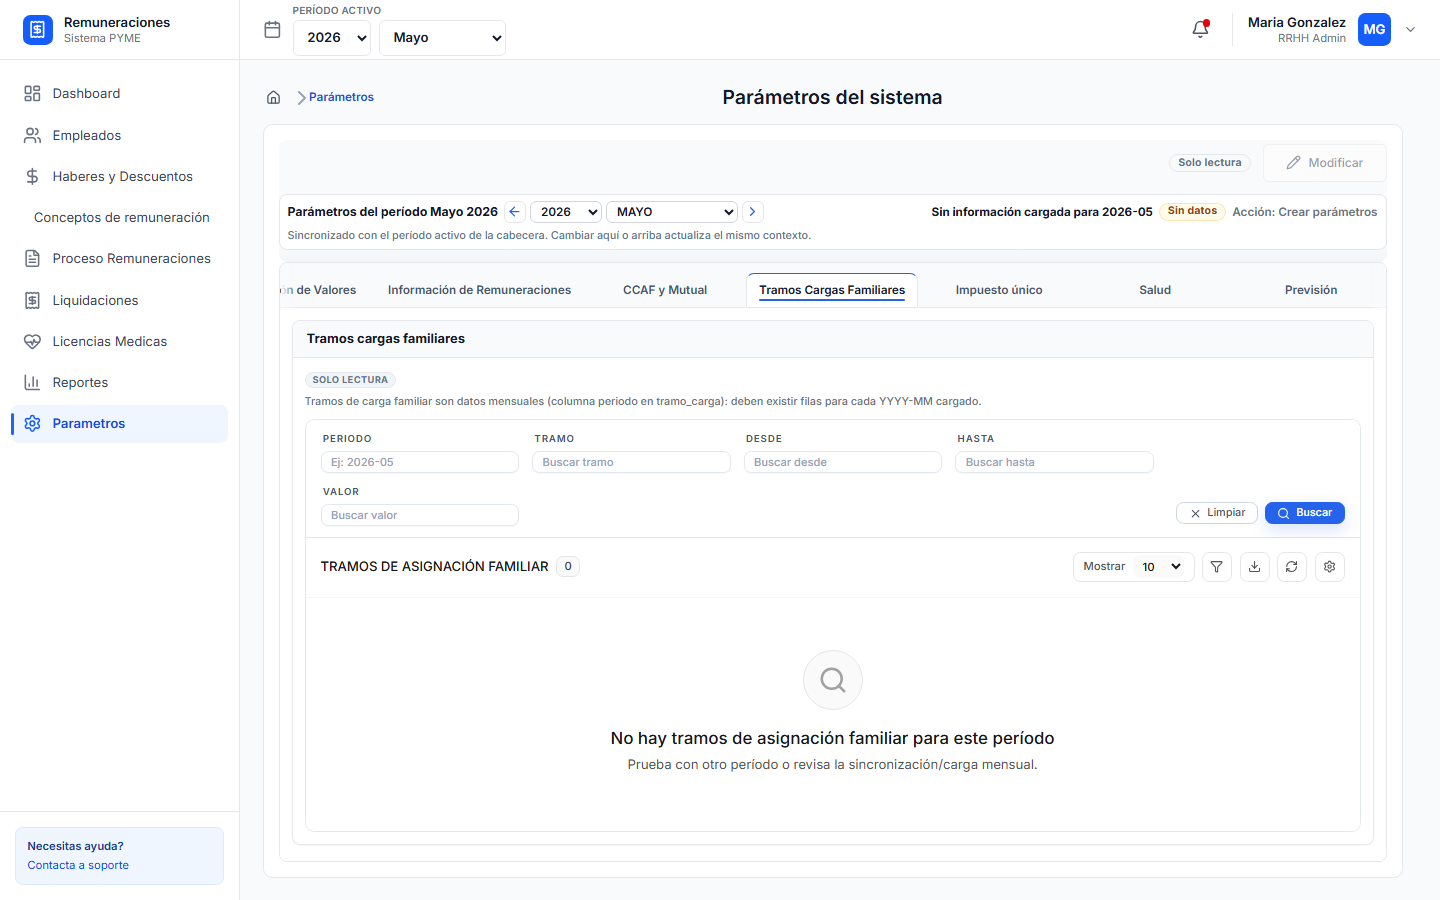 Remuneraciones
Sistema PYME
PERÍODO ACTIVO
2026
Mayo
Maria Gonzalez
RRHH Admin
MG
Dashboard
Empleados
Haberes y Descuentos
Conceptos de remuneración
Proceso Remuneraciones
Liquidaciones
Licencias Medicas
Reportes
Parametros
Necesitas ayuda?
Contacta a soporte
Parámetros
Parámetros del sistema
Solo lectura
Modificar
Parámetros del período Mayo 2026
2026
MAYO
Sin información cargada para 2026-05
Sin datos
Acción: Crear parámetros
Sincronizado con el período activo de la cabecera. Cambiar aquí o arriba actualiza el mismo contexto.
ón de Valores
Información de Remuneraciones
CCAF y Mutual
Tramos Cargas Familiares
Impuesto único
Salud
Previsión
Tramos cargas familiares
SOLO LECTURA
Tramos de carga familiar son datos mensuales (columna periodo en tramo_carga): deben existir filas para cada YYYY-MM cargado.
PERIODO
TRAMO
DESDE
HASTA
Ej: 2026-05
Buscar tramo
Buscar desde
Buscar hasta
VALOR
Buscar valor
Limpiar
Buscar
TRAMOS DE ASIGNACIÓN FAMILIAR
0
Mostrar
10
No hay tramos de asignación familiar para este período
Prueba con otro período o revisa la sincronización/carga mensual.